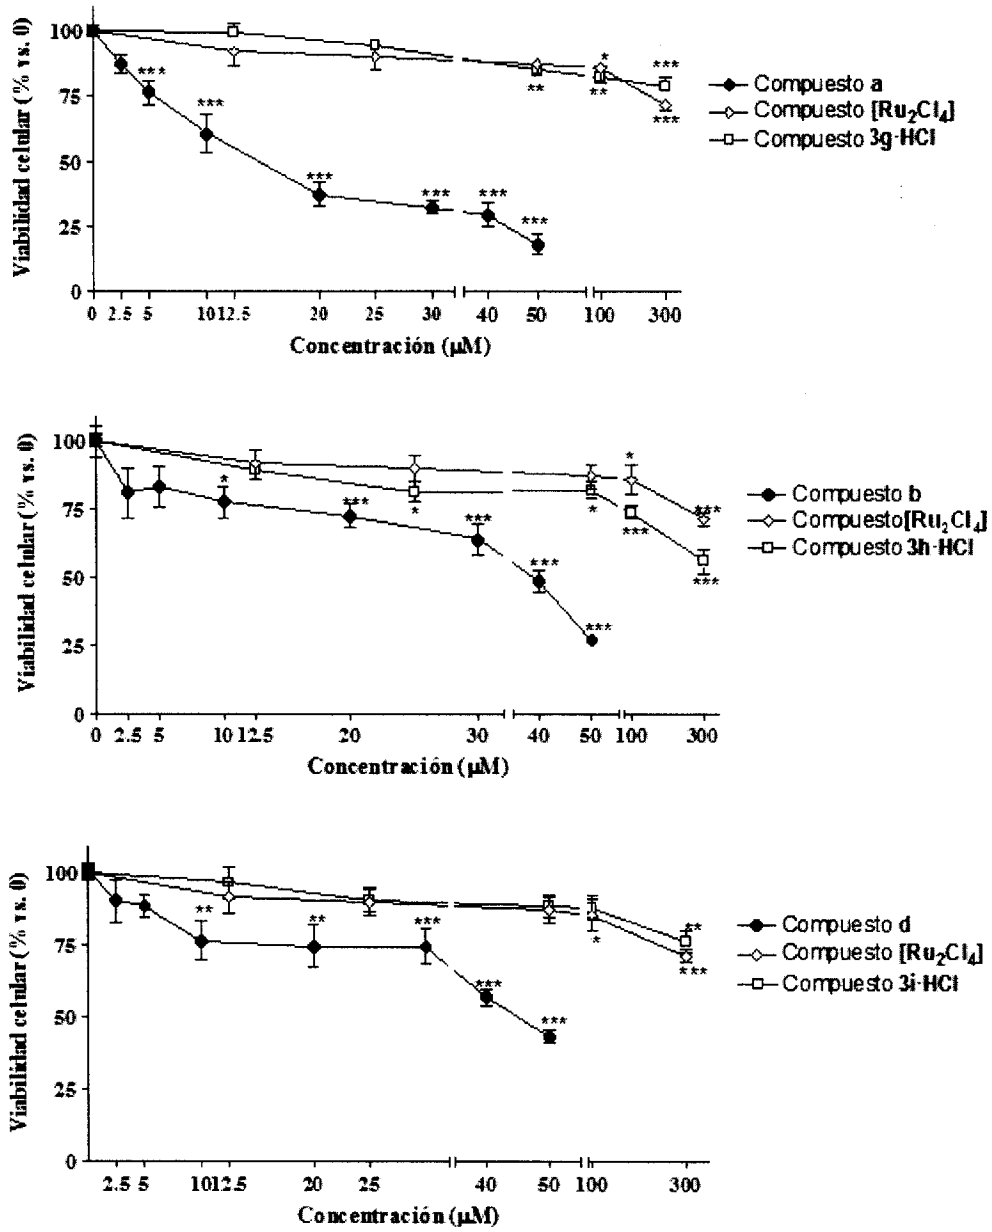 Viabilidad celular (% vs. 0)
100
75
50
25
0
*** *** *** *** *** *** ** * ** *** ***
0 2.5 5 10 12.5 20 25 30 40 50 100 300
Concentración (µM)
Compuesto a
Compuesto [Ru2Cl4]
Compuesto 3g·HCl
Viabilidad celular (% vs. 0)
100
75
50
25
0
* *** * *** *** * *** * *** *** ***
0 2.5 5 10 12.5 20 30 40 50 100 300
Concentración (µM)
Compuesto b
Compuesto [Ru2Cl4]
Compuesto 3h·HCl
Viabilidad celular (% vs. 0)
100
75
50
25
0
** ** *** *** *** * ** ***
2.5 5 10 12.5 20 25 40 50 100 300
Concentración (µM)
Compuesto d
Compuesto [Ru2Cl4]
Compuesto 3i·HCl